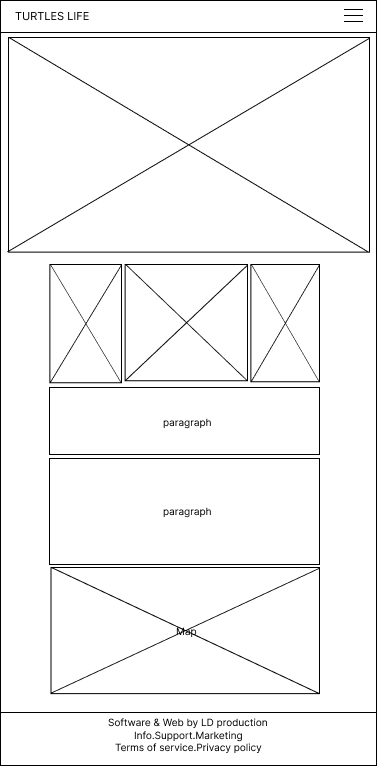 TURTLES LIFE
paragraph
paragraph
Map
Software & Web by LD production
Info.Support.Marketing
Terms of service.Privacy policy